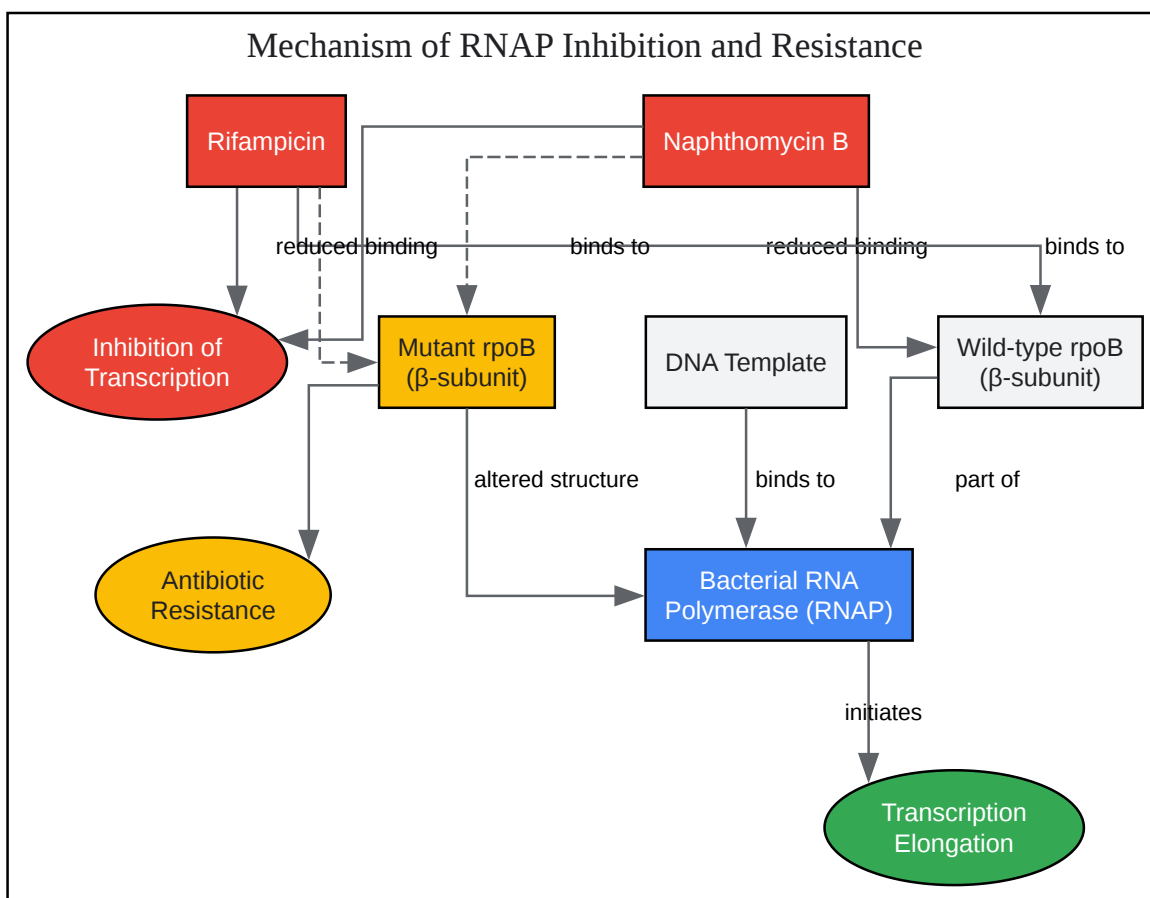 Mechanism of RNAP Inhibition and Resistance
Rifampicin
Naphthomycin B
reduced binding
binds to
reduced binding
binds to
Inhibition of
Transcription
Mutant rpoB
(β-subunit)
DNA Template
Wild-type rpoB
(β-subunit)
altered structure
binds to
part of
Antibiotic
Resistance
Bacterial RNA
Polymerase (RNAP)
initiates
Transcription
Elongation